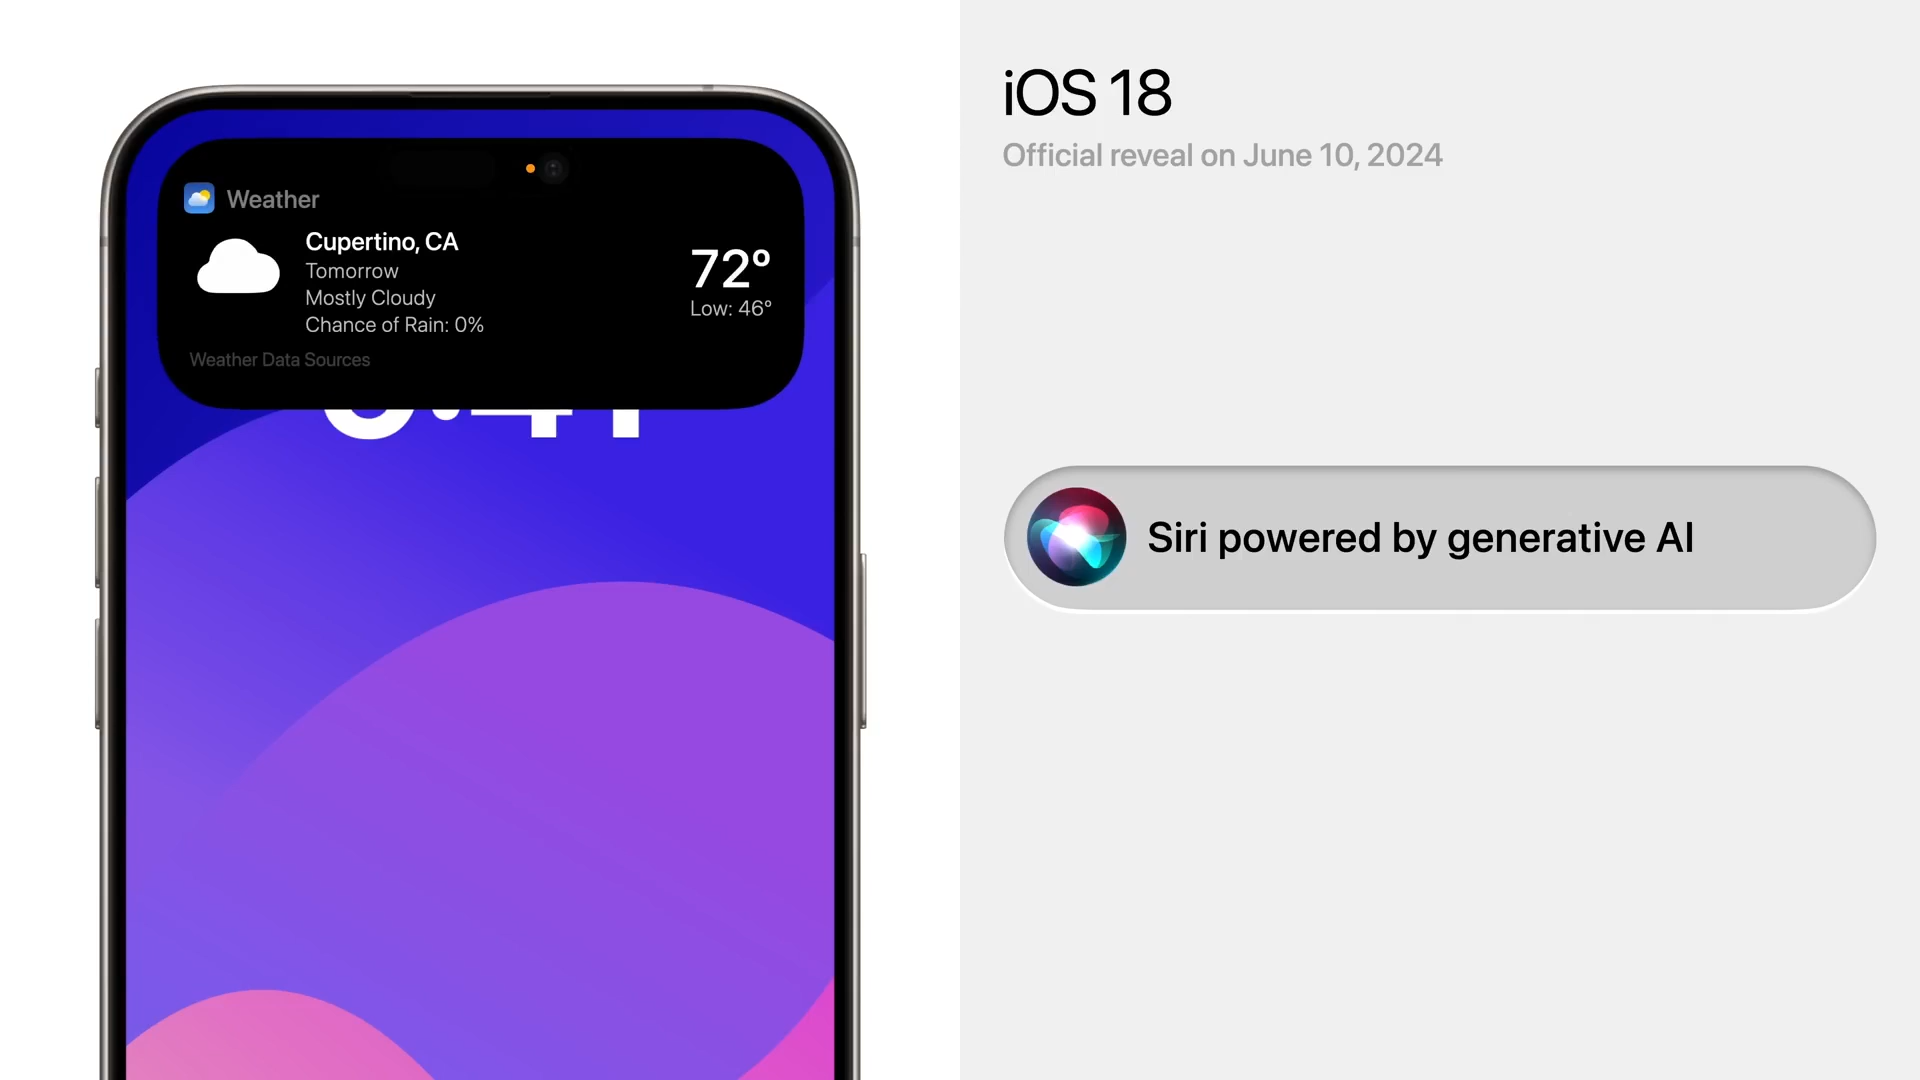 Weather
Cupertino, CA
Tomorrow
Mostly Cloudy
Chance of Rain: 0%
72°
Low: 46°
Weather Data Sources
iOS 18
Official reveal on June 10, 2024
Siri powered by generative AI